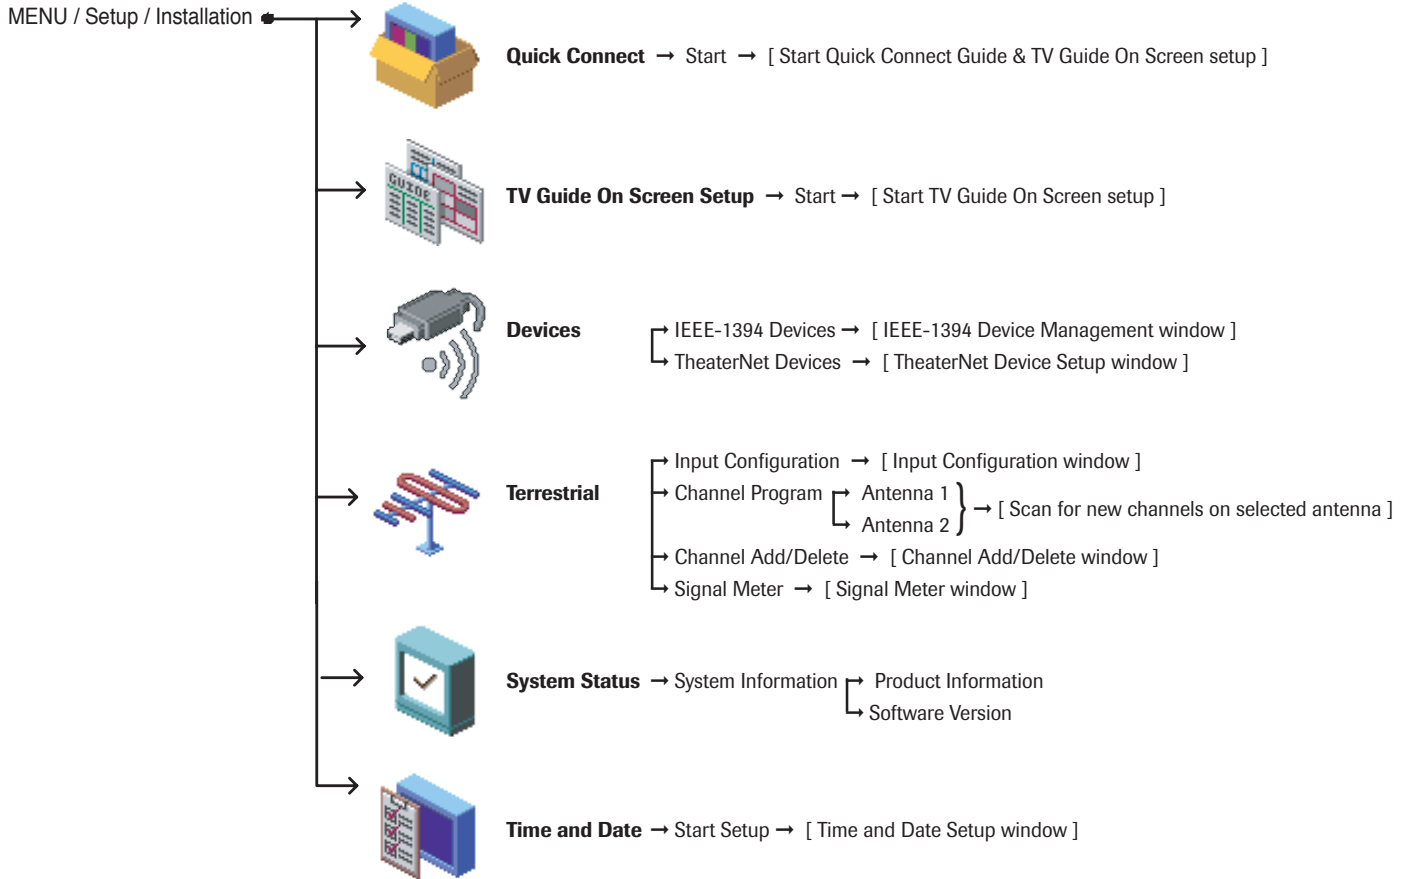 MENU / Setup / Installation
Quick Connect → Start → [ Start Quick Connect Guide & TV Guide On Screen setup ]
GUIDE
TV Guide On Screen Setup → Start → [ Start TV Guide On Screen setup ]
Devices
IEEE-1394 Devices → [ IEEE-1394 Device Management window ]
TheaterNet Devices → [ TheaterNet Device Setup window ]
Terrestrial
Input Configuration → [ Input Configuration window ]
Channel Program → Antenna 1
→ Antenna 2 } → [ Scan for new channels on selected antenna ]
Channel Add/Delete → [ Channel Add/Delete window ]
Signal Meter → [ Signal Meter window ]
System Status → System Information → Product Information
→ Software Version
Time and Date → Start Setup → [ Time and Date Setup window ]